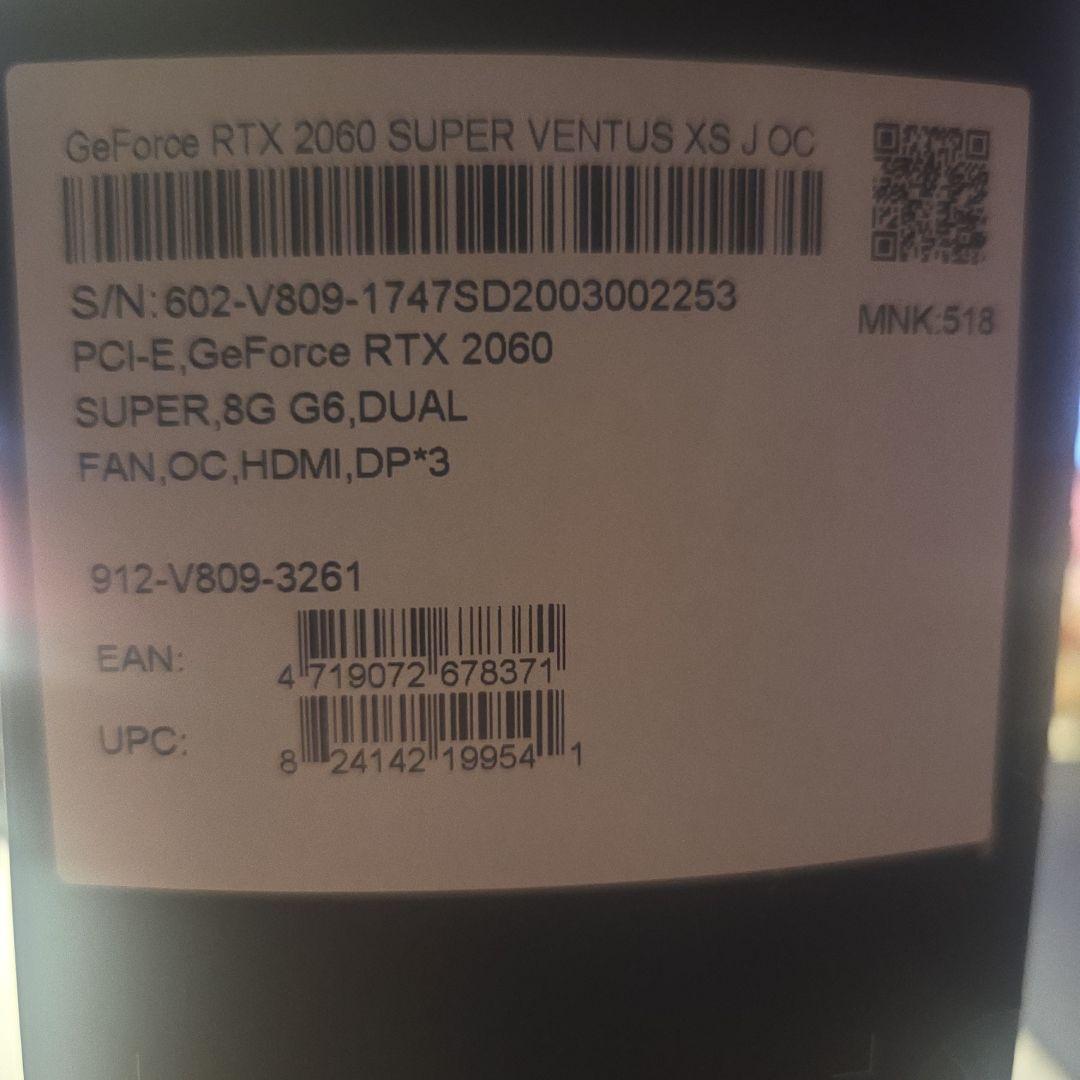 GeForce RTX 2060 SUPER VENTUS XS J OC
S/N:602-V809-1747SD2003002253
MNK:518
PCI-E,GeForce RTX 2060
SUPER,8G G6,DUAL
FAN,OC,HDMI,DP*3
912-V809-3261
EAN:
4 719072 678371
UPC:
8 24142 19954 1